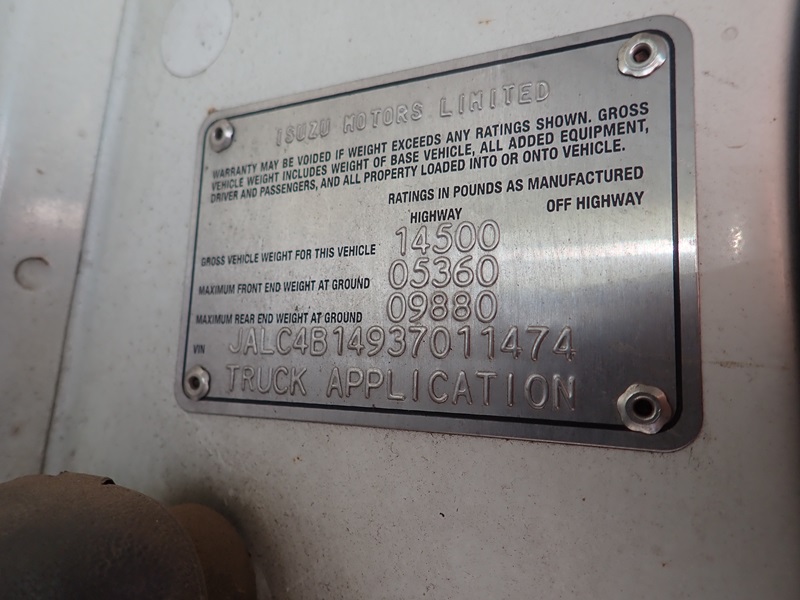 ISUZU MOTORS LIMITED
WARRANTY MAY BE VOIDED IF WEIGHT EXCEEDS ANY RATINGS SHOWN. GROSS
VEHICLE WEIGHT INCLUDES WEIGHT OF BASE VEHICLE, ALL ADDED EQUIPMENT,
DRIVER AND PASSENGERS, AND ALL PROPERTY LOADED INTO OR ONTO VEHICLE.
RATINGS IN POUNDS AS MANUFACTURED
HIGHWAY OFF HIGHWAY
GROSS VEHICLE WEIGHT FOR THIS VEHICLE 14500
MAXIMUM FRONT END WEIGHT AT GROUND 05360
MAXIMUM REAR END WEIGHT AT GROUND 09880
VIN JALC4B14937011474
TRUCK APPLICATION